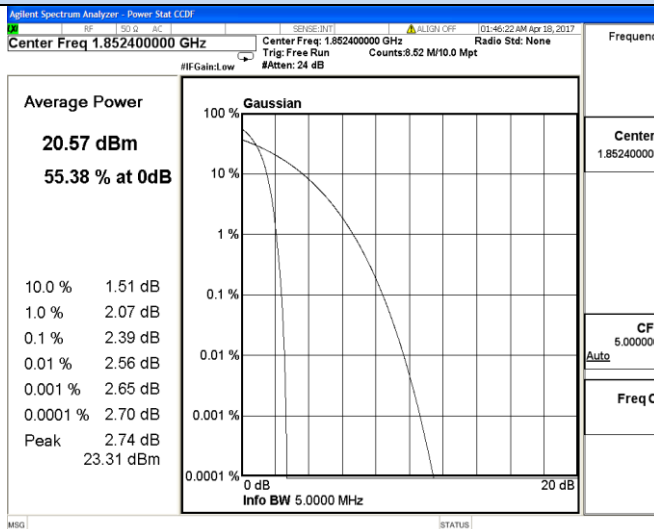 Agilent Spectrum Analyzer - Power Stat CCDF
RF 50 Ω AC SENSE:INT ALIGN OFF 01:46:22 AM Apr 18, 2017
Center Freq 1.852400000 GHz
Center Freq: 1.852400000 GHz Radio Std: None
Trig: Free Run Counts:8.52 M/10.0 Mpt
#IFGain:Low #Atten: 24 dB
Average Power
20.57 dBm
55.38 % at 0dB
10.0 % 1.51 dB
1.0 % 2.07 dB
0.1 % 2.39 dB
0.01 % 2.56 dB
0.001 % 2.65 dB
0.0001 % 2.70 dB
Peak 2.74 dB
23.31 dBm
Gaussian
100 %
10 %
1 %
0.1 %
0.01 %
0.001 %
0.0001 %
0 dB 20 dB
Info BW 5.0000 MHz
Frequenc
Center
1.85240000
CF
5.000000
Auto
Freq O
MSG STATUS